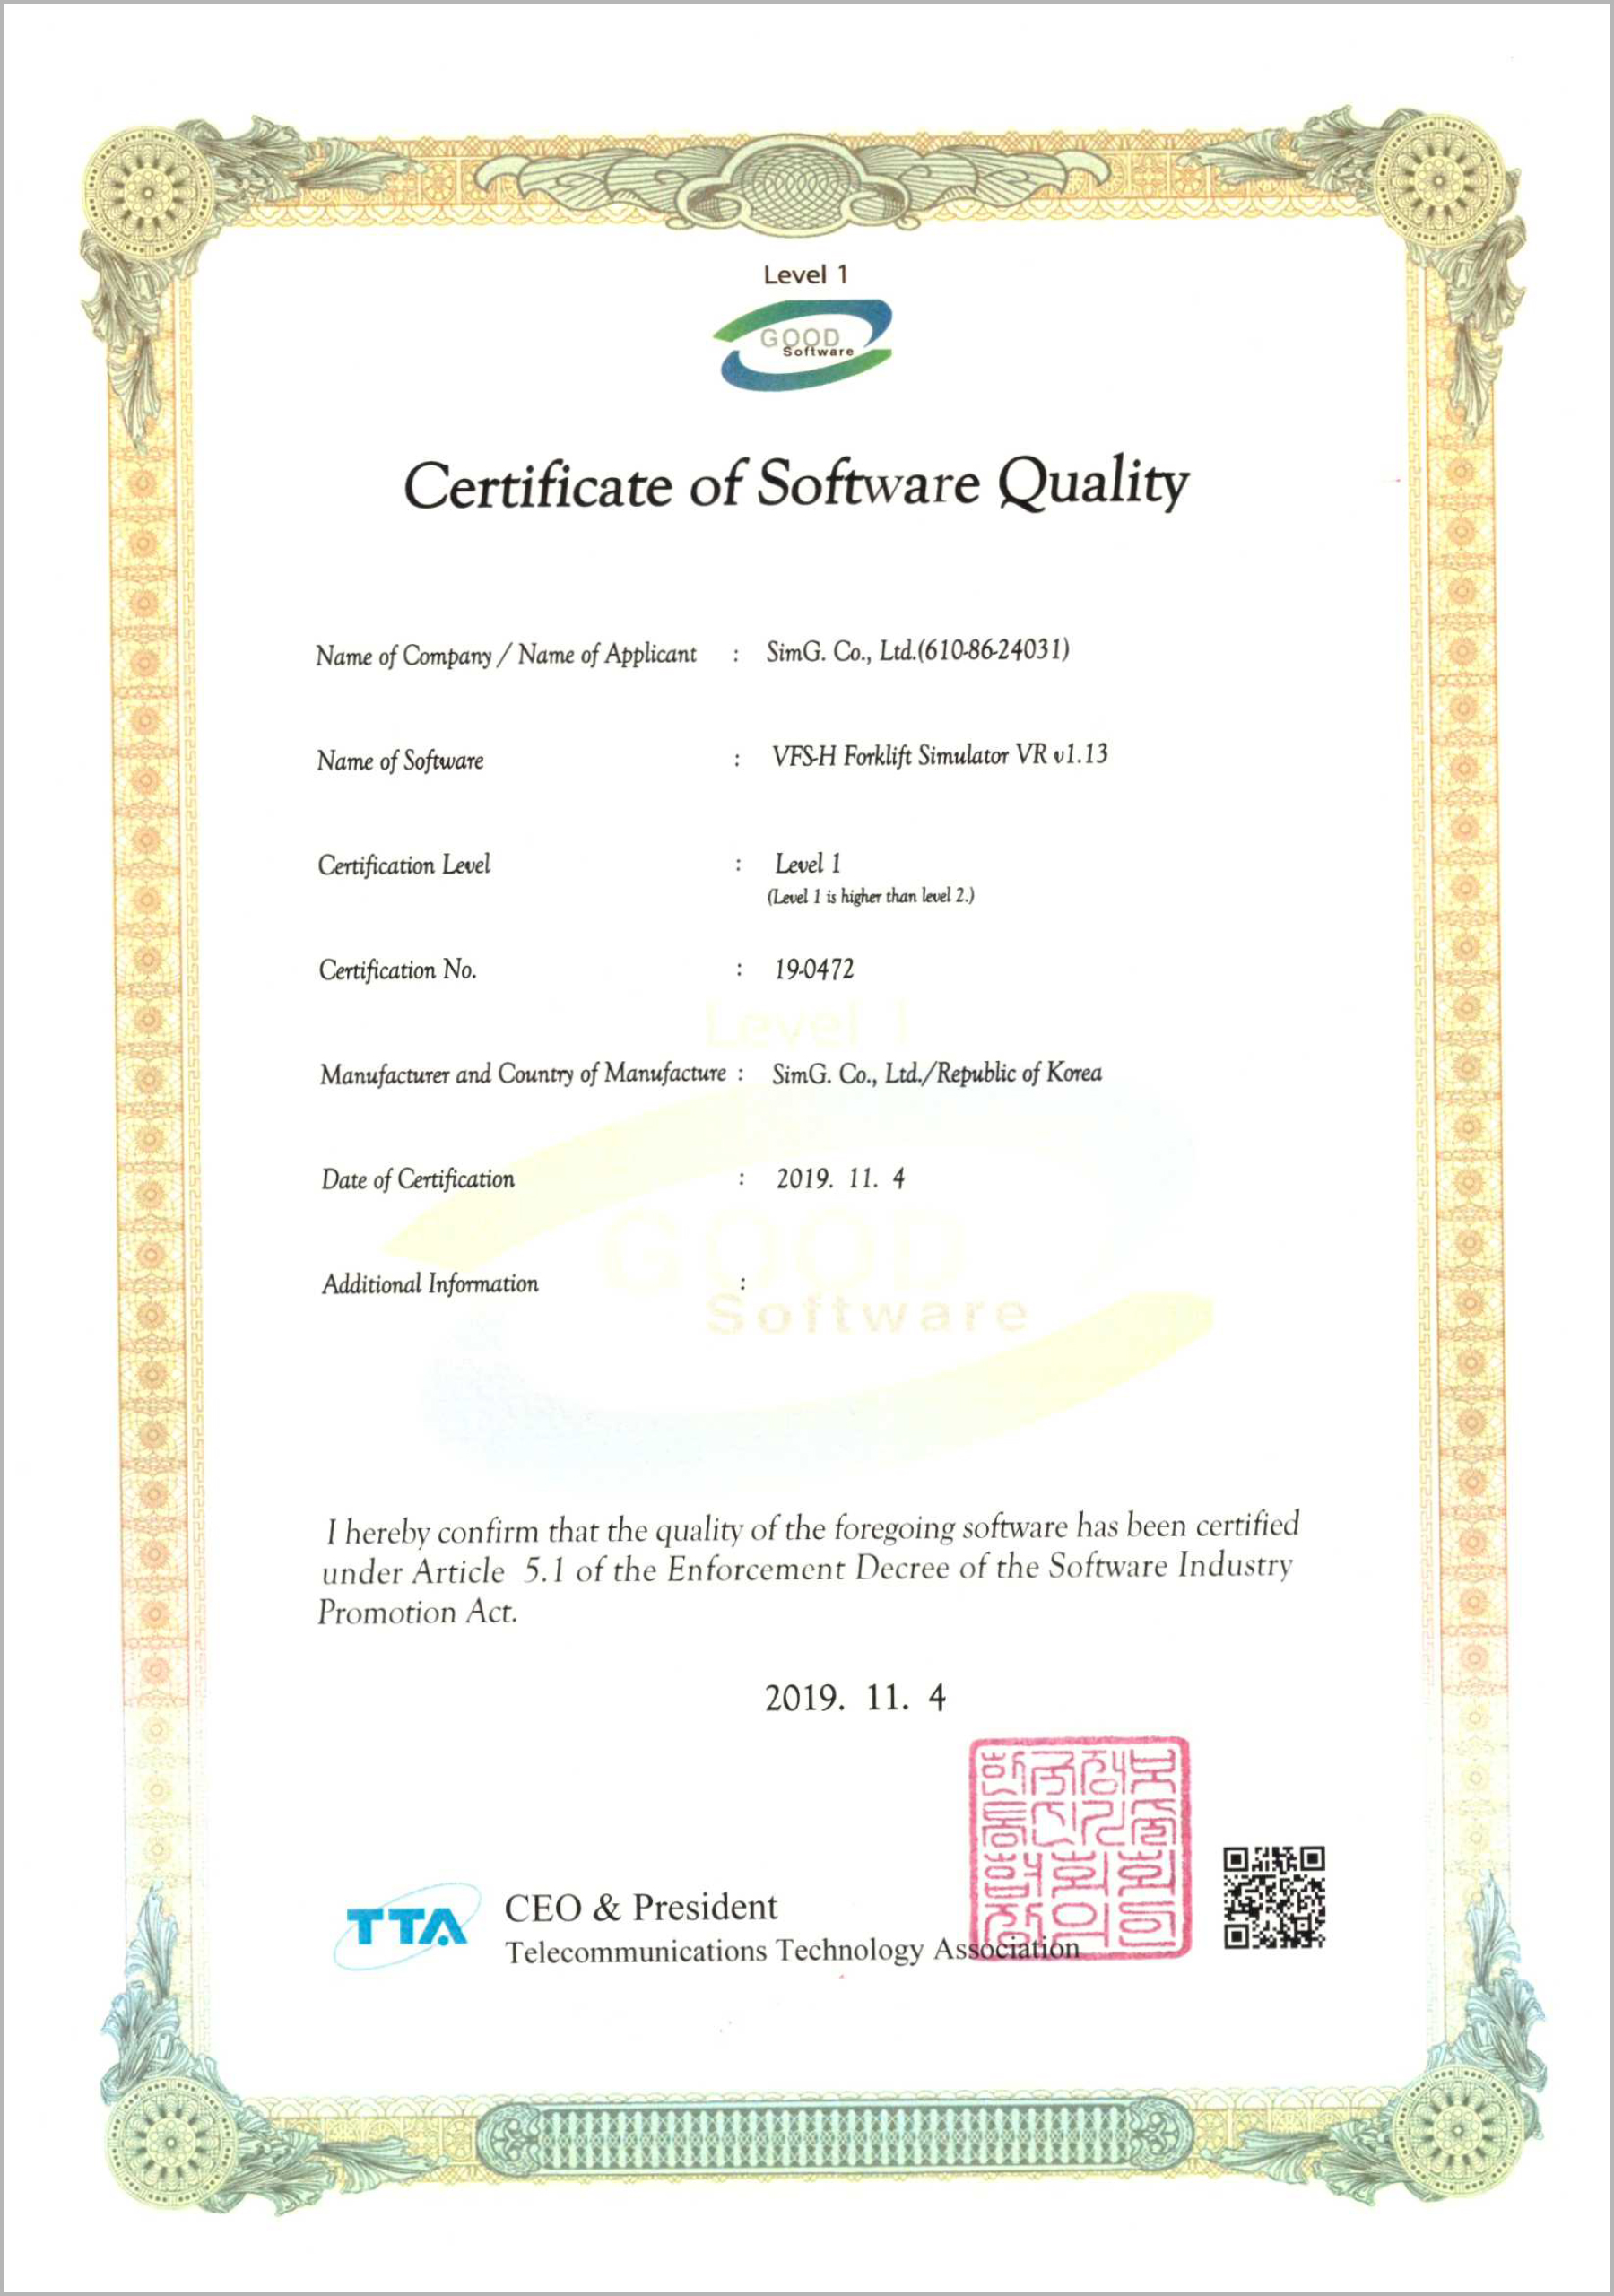 Level 1
GOOD
Software
Certificate of Software Quality
Name of Company / Name of Applicant : SimG. Co., Ltd.(610-86-24031)
Name of Software : VFS-H Forklift Simulator VR v1.13
Certification Level : Level 1
(Level 1 is higher than level 2.)
Certification No. : 19-0472
Level 1
Manufacturer and Country of Manufacture : SimG. Co., Ltd./Republic of Korea
Date of Certification : 2019. 11. 4
GOOD
Additional Information :
Software
I hereby confirm that the quality of the foregoing software has been certified
under Article 5.1 of the Enforcement Decree of the Software Industry
Promotion Act.
2019. 11. 4
TTA
CEO & President
Telecommunications Technology Association